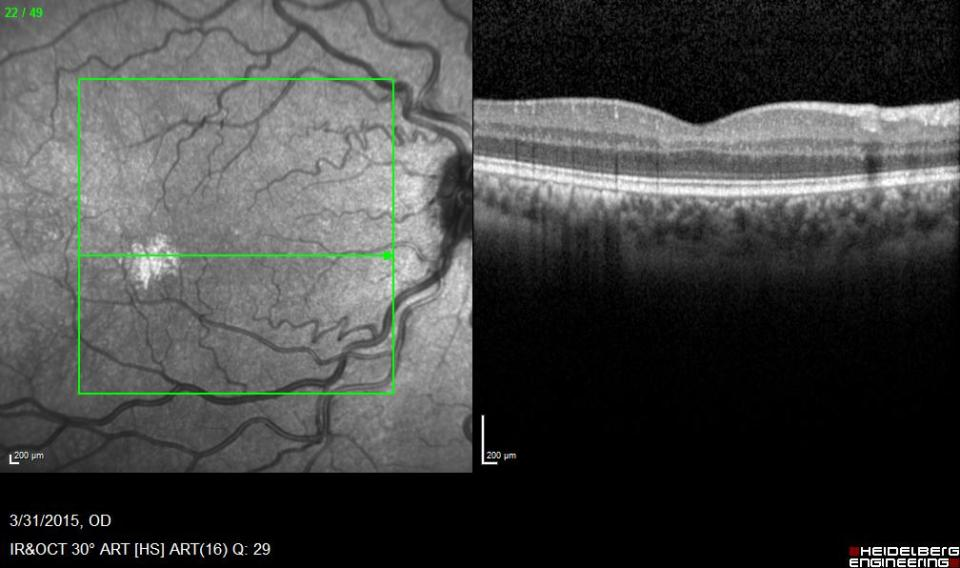 22 / 49
200 µm
200 µm
3/31/2015, OD
IR&OCT 30° ART [HS] ART(16) Q: 29
HEIDELBERG
ENGINEERING